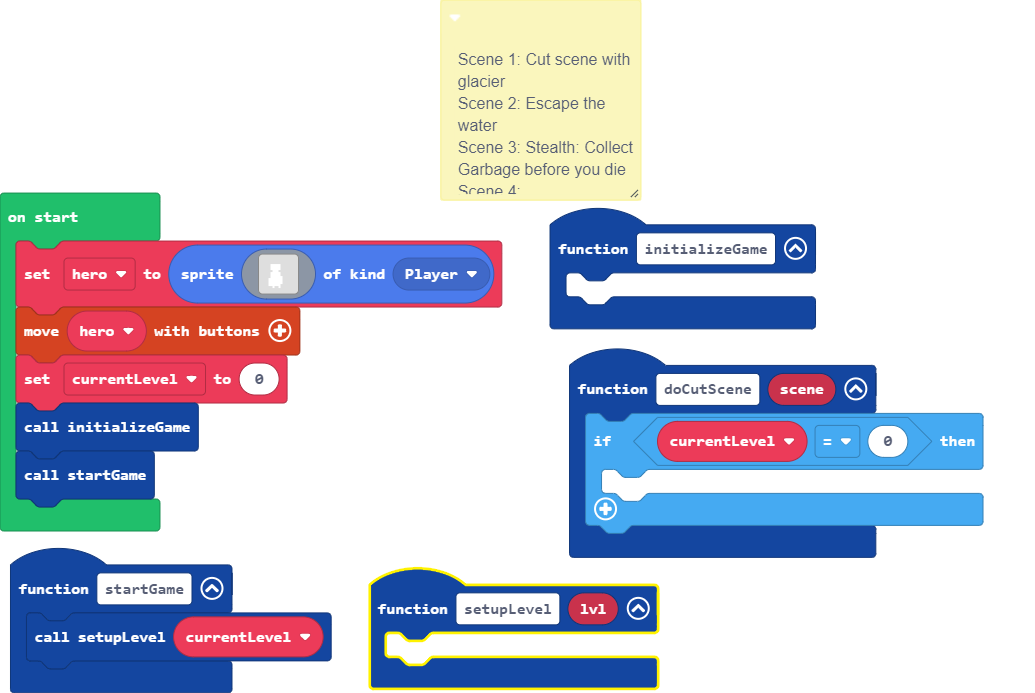 Scene 1: Cut scene with
glacier
Scene 2: Escape the
water
Scene 3: Stealth: Collect
Garbage before you die
Scene 4:
on start
set hero to sprite of kind Player
move hero with buttons
set currentLevel to 0
call initializeGame
call startGame
function initializeGame
function doCutScene scene
if currentLevel = 0 then
function startGame
call setupLevel currentLevel
function setupLevel lvl